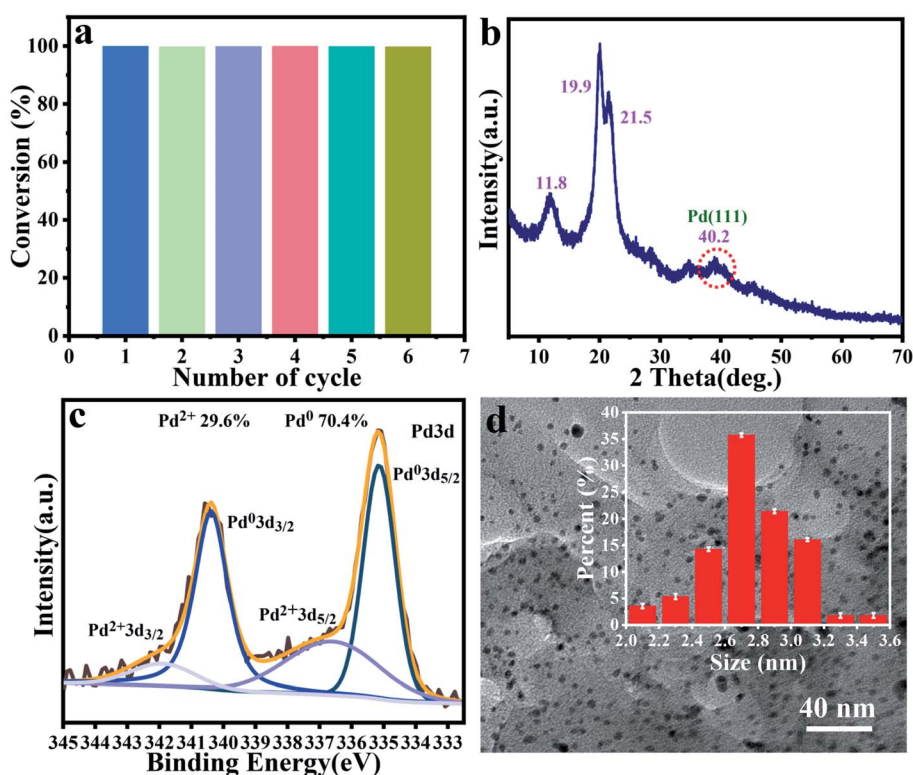 a
100
80
60
40
20
0
Conversion (%)
0 1 2 3 4 5 6 7
Number of cycle
b
19.9
21.5
11.8
Pd(111)
40.2
Intensity(a.u.)
10 20 30 40 50 60 70
2 Theta(deg.)
c
Pd²⁺ 29.6%
Pd⁰ 70.4%
Pd3d
Pd⁰3d₅/₂
Pd⁰3d₃/₂
Pd²⁺3d₅/₂
Pd²⁺3d₃/₂
Intensity(a.u.)
345 344 343 342 341 340 339 338 337 336 335 334 333
Binding Energy(eV)
d
40
35
30
25
20
15
10
5
0
Percent (%)
2.0 2.2 2.4 2.6 2.8 3.0 3.2 3.4 3.6
Size (nm)
40 nm